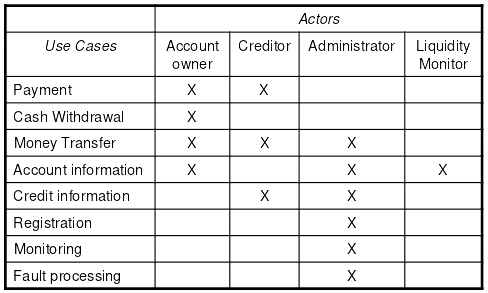 Actors
Use Cases Account owner Creditor Administrator Liquidity Monitor
Payment X X
Cash Withdrawal X
Money Transfer X X X
Account information X X X
Credit information X X
Registration X
Monitoring X
Fault processing X